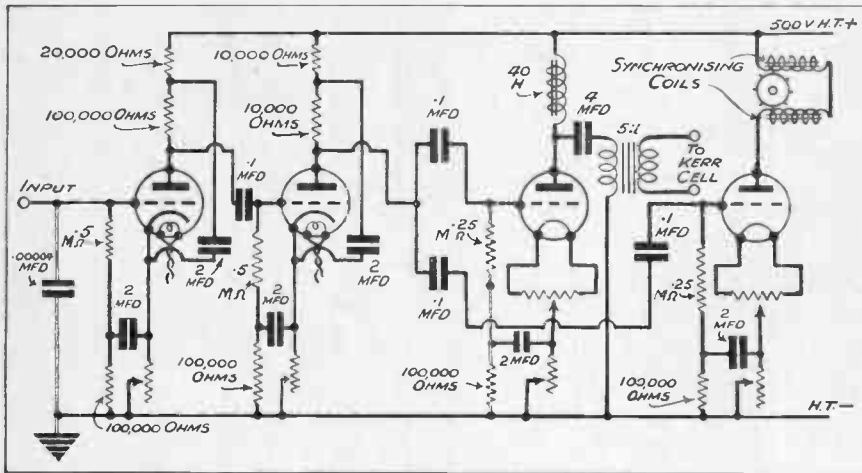 20,000 OHMS
100,000 OHMS
INPUT
.00004
MFD
.5
MΩ
2
MFD
100,000 OHMS
2
MFD
.1
MFD
10,000
OHMS
10,000
OHMS
.5
MΩ
2
MFD
100,000
OHMS
2
MFD
.1
MFD
.1
MFD
40
H
4
MFD
5:1
TO
KERR
CELL
.25
MΩ
2 MFD
100,000
OHMS
500 V H.T.+
SYNCHRONISING
COILS
.1
MFD
.25
MΩ
2
MFD
100,000
OHMS
H.T.-